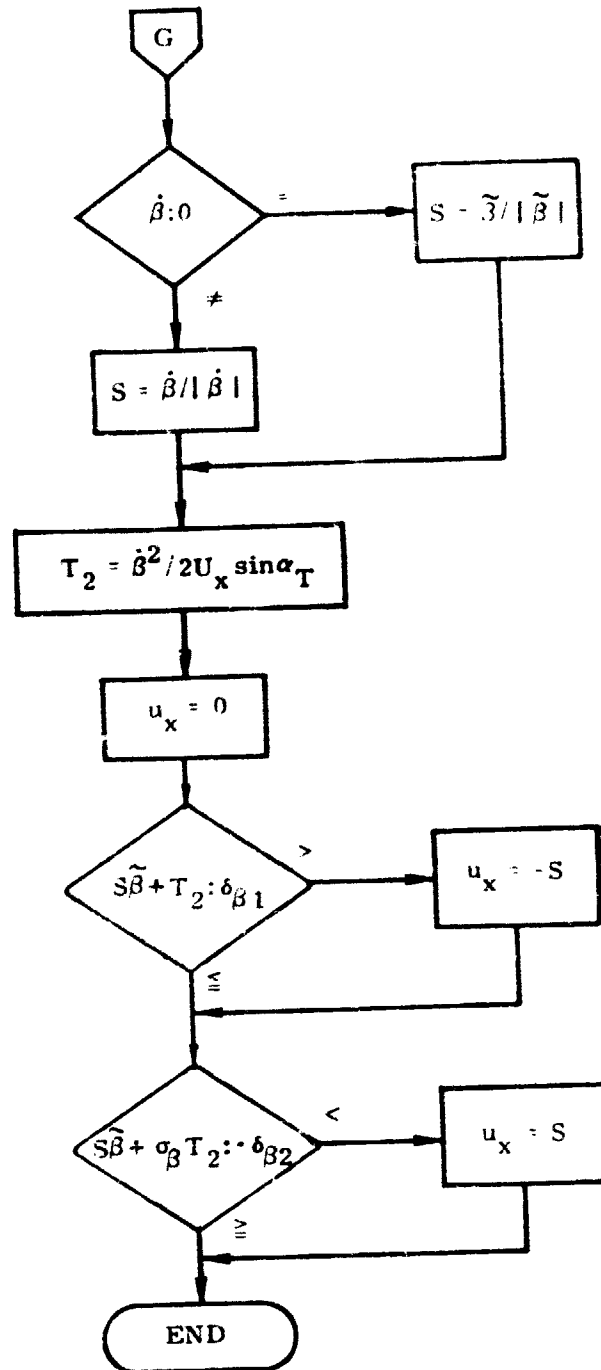 G
β̇:0
=
S = β̃/|β̃|
≠
S = β̇/|β̇|
T₂ = β̇²/2Uₓ sinα_T
uₓ = 0
Sβ̃ + T₂:δ_β1
>
uₓ = -S
≦
Sβ̃ + σ_β T₂:-δ_β2
<
uₓ = S
≧
END